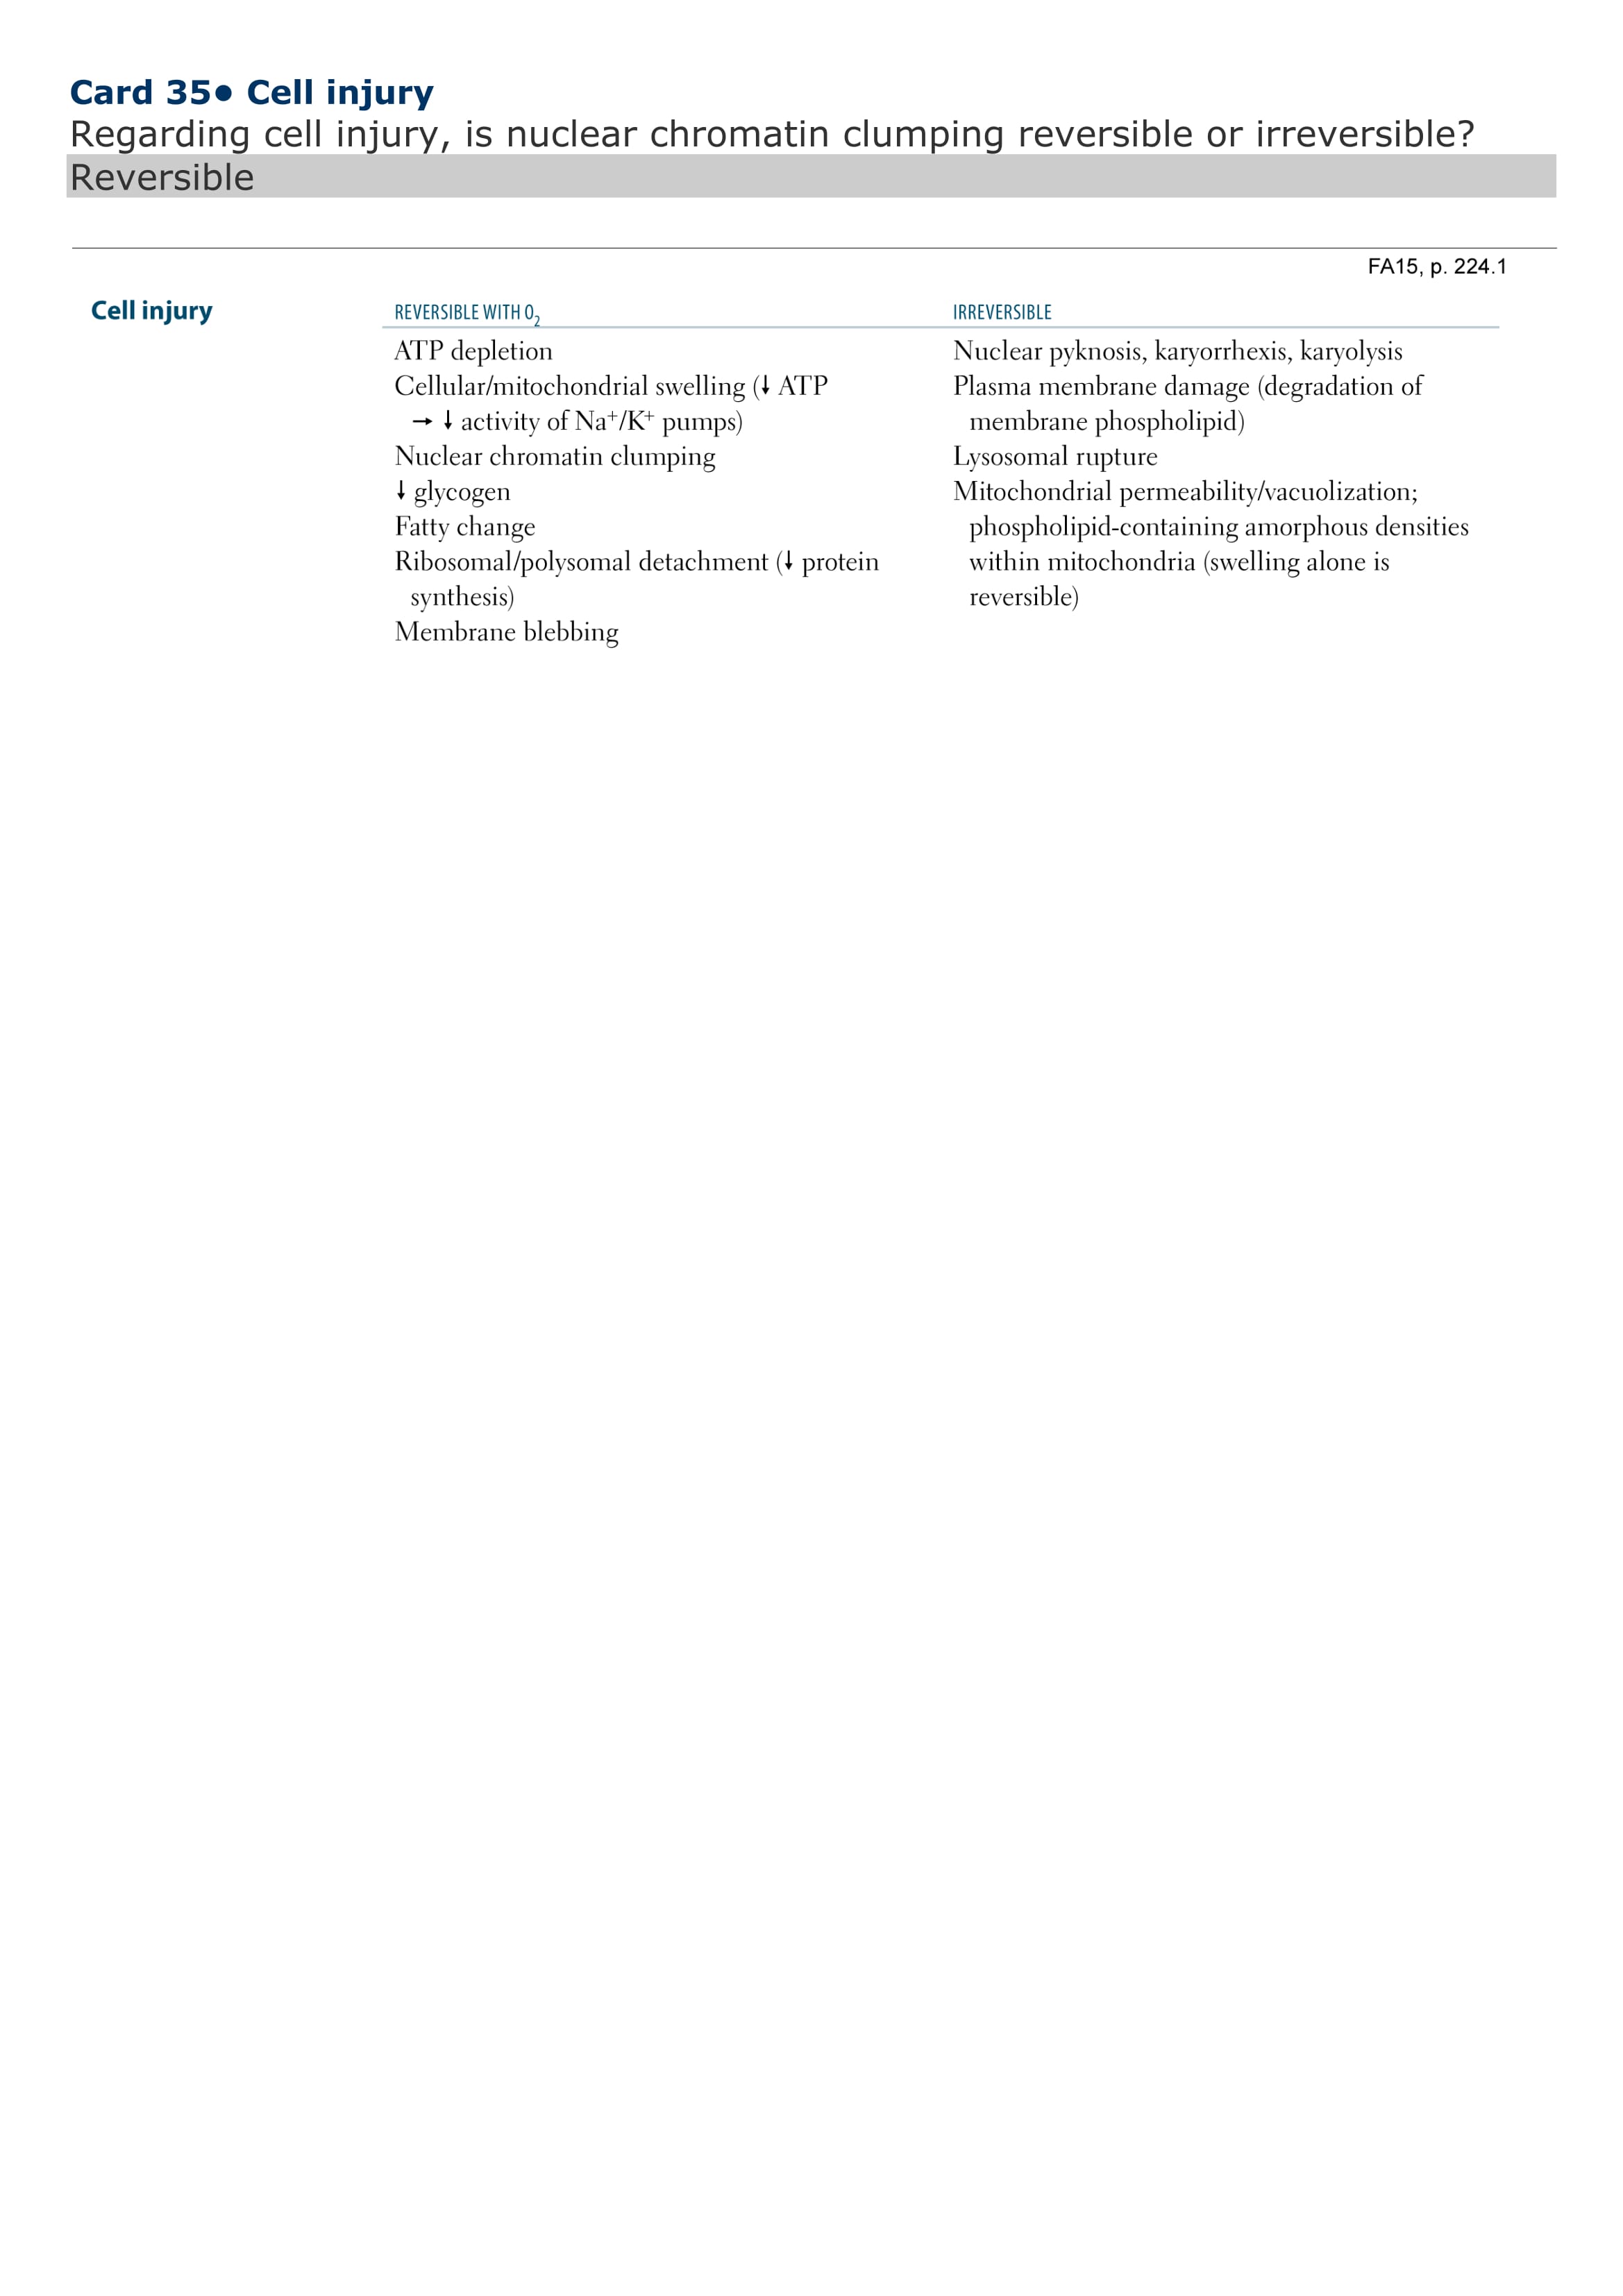 Card 35● Cell injury
Regarding cell injury, is nuclear chromatin clumping reversible or irreversible?
Reversible
FA15, p. 224.1
Cell injury
REVERSIBLE WITH O₂
ATP depletion
Cellular/mitochondrial swelling (↓ ATP
→ ↓ activity of Na⁺/K⁺ pumps)
Nuclear chromatin clumping
↓ glycogen
Fatty change
Ribosomal/polysomal detachment (↓ protein
synthesis)
Membrane blebbing
IRREVERSIBLE
Nuclear pyknosis, karyorrhexis, karyolysis
Plasma membrane damage (degradation of
membrane phospholipid)
Lysosomal rupture
Mitochondrial permeability/vacuolization;
phospholipid-containing amorphous densities
within mitochondria (swelling alone is
reversible)